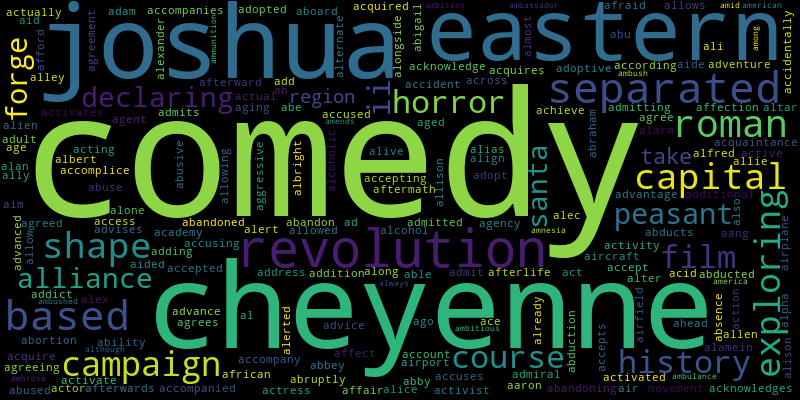 actually adam accompanies adopted aboard acquired ambassador amid american
aid joshua eastern
forge afford agreement alexander ammunitions alternate alongside abigail ambition afraid allows among accidentally
alley afterward add acknowledge almost abu ali
declaring actual ah region ii acquires according aide adventure
across adoptive ambush separated
activates admits aging abe accident horror admitting affection altar
alien agent accused amends aged achieve agree roman
adult comedy alarm active
age acting abusive allowing aggressive albright alcoholic alive alias abraham acquaintance
alan albert align allison santa take alfred allie
ally accomplice accepting adopt capital
abuse aftermath advantage additional
aim alone abandoned abandon ad admitted agency alec peasant also
agreed access alert allowed alcohol amnesia
advanced allowed advises academy accusing revolution activity abducts aang airplane exploring
shape adding aircraft film
aided accepted address addition along able admit afterlife act accept acid abducted
alliance always alter america
addict ambushed alex cheyenne
based advance al alerted advice ago ace already abduction ahead absence action alpha
agrees ambitious airfield allen allison
abortion ability although accompany affect account accepts alamein
acquire abbey airport course history
agreeing campaign african abruptly abby accuses admiral activated ambulance
ambrose activate aaron
abused actor afterwards accompanied actress affair alice activist abandoning air movement acknowledges